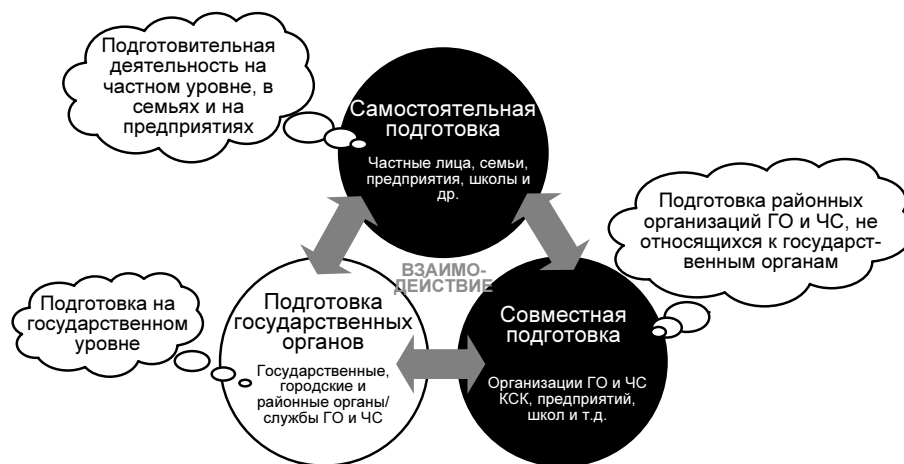 Подготовительная
деятельность на
частном уровне, в
семьях и на
предприятиях
Самостоятельная
подготовка
Частные лица, семьи,
предприятия, школы и
др.
Подготовка районных
организаций ГО и ЧС, не
относящихся к государст-
венным органам
ВЗАИМО-
ДЕЙСТВИЕ
Подготовка на
государственном
уровне
Подготовка
государственных
органов
Государственные,
городские и
районные органы/
службы ГО и ЧС
Совместная
подготовка
Организации ГО и ЧС
КСК, предприятий,
школ и т.д.